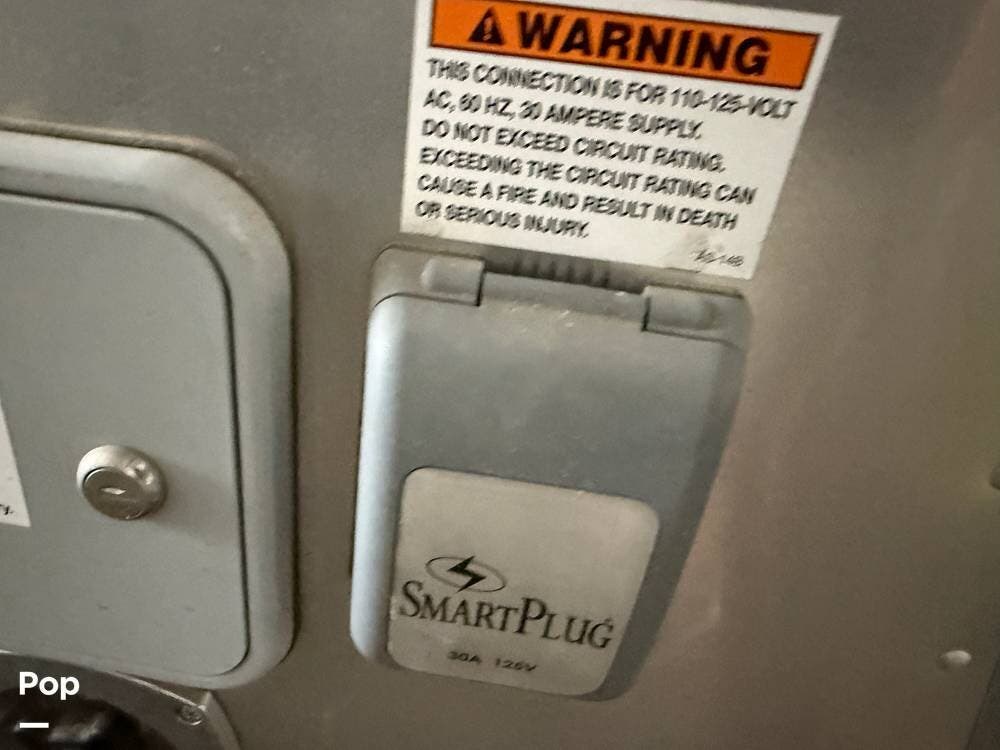 WARNING
THIS CONNECTION IS FOR 110-125-VOLT
AC, 60 HZ, 30 AMPERE SUPPLY.
DO NOT EXCEED CIRCUIT RATING.
EXCEEDING THE CIRCUIT RATING CAN
CAUSE A FIRE AND RESULT IN DEATH
OR SERIOUS INJURY.
SMARTPLUG
30A 125V
Pop